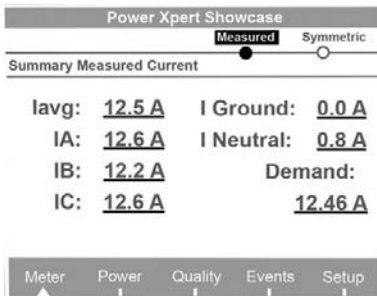 Power Xpert Showcase
Measured Symmetric
Summary Measured Current
Iavg: 12.5 A I Ground: 0.0 A
IA: 12.6 A I Neutral: 0.8 A
IB: 12.2 A Demand:
IC: 12.6 A 12.46 A
Meter Power Quality Events Setup